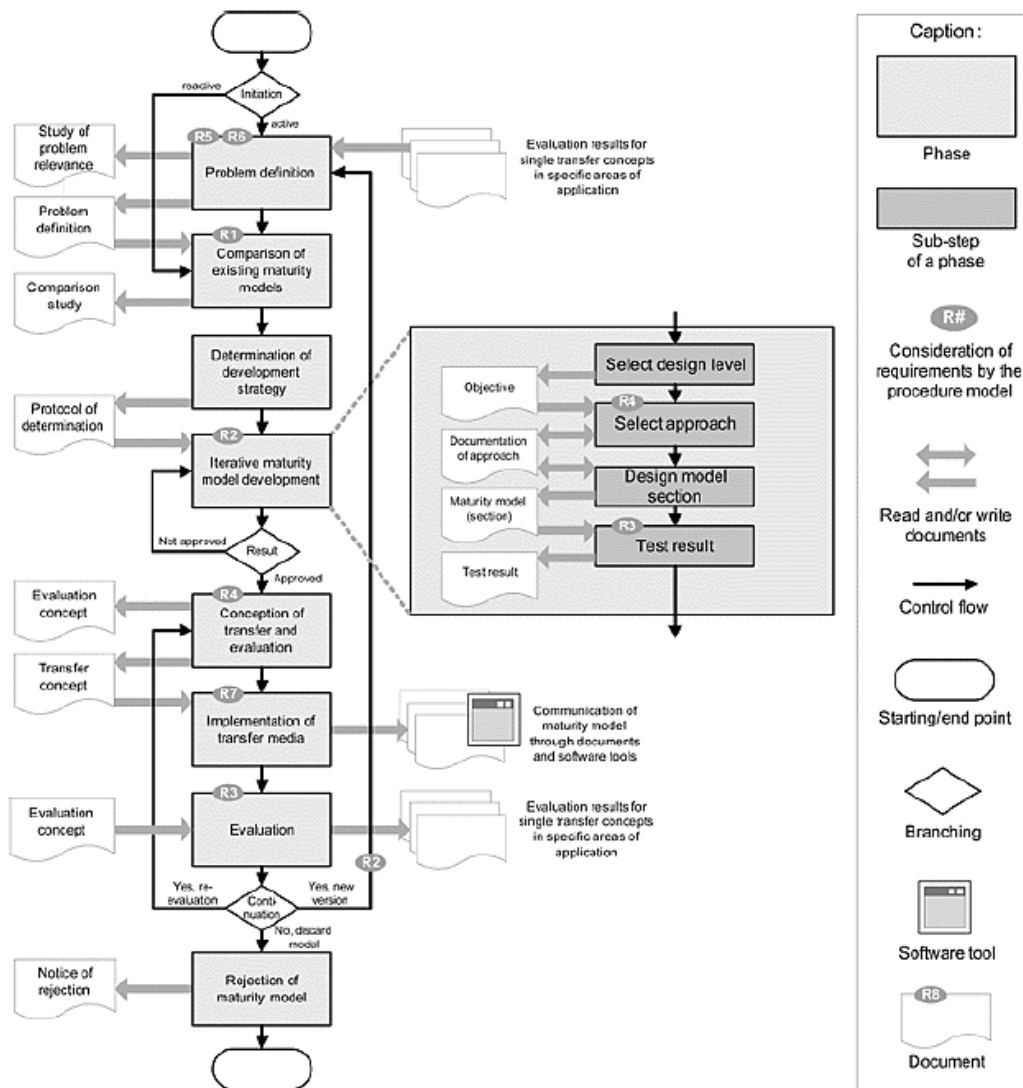 reactive
Initiation
active
R5
R6
Study of
problem
relevance
Problem definition
Evaluation results for
single transfer concepts
in specific areas of
application
Problem
definition
R1
Comparison of
existing maturity
models
Comparison
study
Determination of
development
strategy
Protocol of
determination
R2
Iterative maturity
model development
Not approved
Result
Approved
Select design level
Objective
R4
Select approach
Documentation
of approach
Design model
section
Maturity model
(section)
R3
Test result
Test result
Evaluation
concept
R4
Conception of
transfer and
evaluation
Transfer
concept
R7
Implementation of
transfer media
Communication of
maturity model
through documents
and software tools
R3
Evaluation
concept
Evaluation
Evaluation results for
single transfer concepts
in specific areas of
application
R2
Yes, re-
evaluation
Conti-
nuation
Yes, new
version
No, discard
model
Notice of
rejection
Rejection of
maturity model
Caption :
Phase
Sub-step
of a phase
R#
Consideration of
requirements by the
procedure model
Read and/or write
documents
Control flow
Starting/end point
Branching
Software tool
R8
Document